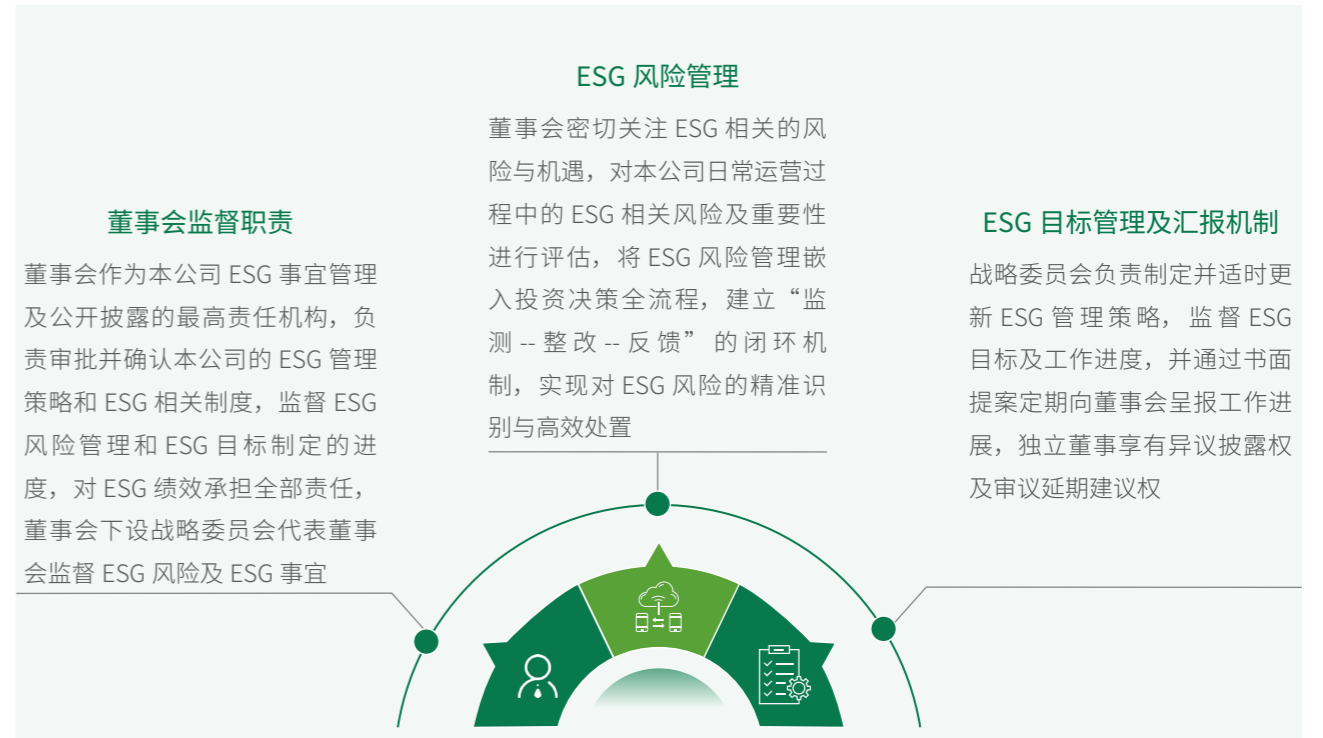 董事会监督职责
董事会作为本公司 ESG 事宜管理
及公开披露的最高责任机构，负
责审批并确认本公司的 ESG 管理
策略和 ESG 相关制度，监督 ESG
风险管理和 ESG 目标制定的进
度，对 ESG 绩效承担全部责任，
董事会下设战略委员会代表董事
会监督 ESG 风险及 ESG 事宜
ESG 风险管理
董事会密切关注 ESG 相关的风
险与机遇，对本公司日常运营过
程中的 ESG 相关风险及重要性
进行评估，将 ESG 风险管理嵌
入投资决策全流程，建立“监
测 -- 整改 -- 反馈”的闭环机
制，实现对 ESG 风险的精准识
别与高效处置
ESG 目标管理及汇报机制
战略委员会负责制定并适时更
新 ESG 管理策略，监督 ESG
目标及工作进度，并通过书面
提案定期向董事会呈报工作进
展，独立董事享有异议披露权
及审议延期建议权